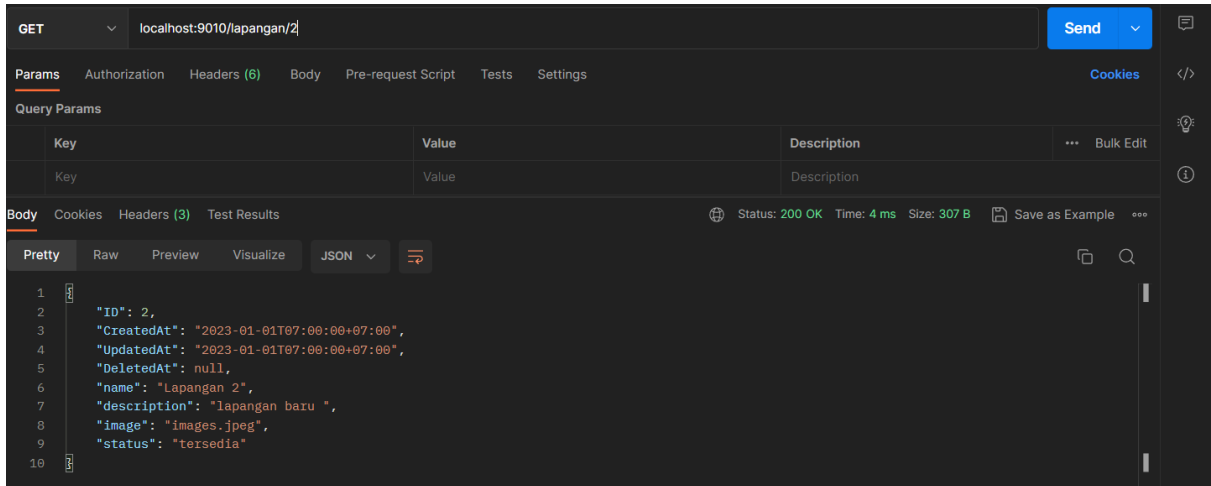 GET localhost:9010/lapangan/2 Send
Params Authorization Headers (6) Body Pre-request Script Tests Settings Cookies
Query Params
Key Value Description Bulk Edit
Key Value Description
Body Cookies Headers (3) Test Results Status: 200 OK Time: 4 ms Size: 307 B Save as Example
Pretty Raw Preview Visualize JSON
1 {
2 "ID": 2,
3 "CreatedAt": "2023-01-01T07:00:00+07:00",
4 "UpdatedAt": "2023-01-01T07:00:00+07:00",
5 "DeletedAt": null,
6 "name": "Lapangan 2",
7 "description": "lapangan baru ",
8 "image": "images.jpeg",
9 "status": "tersedia"
10 }